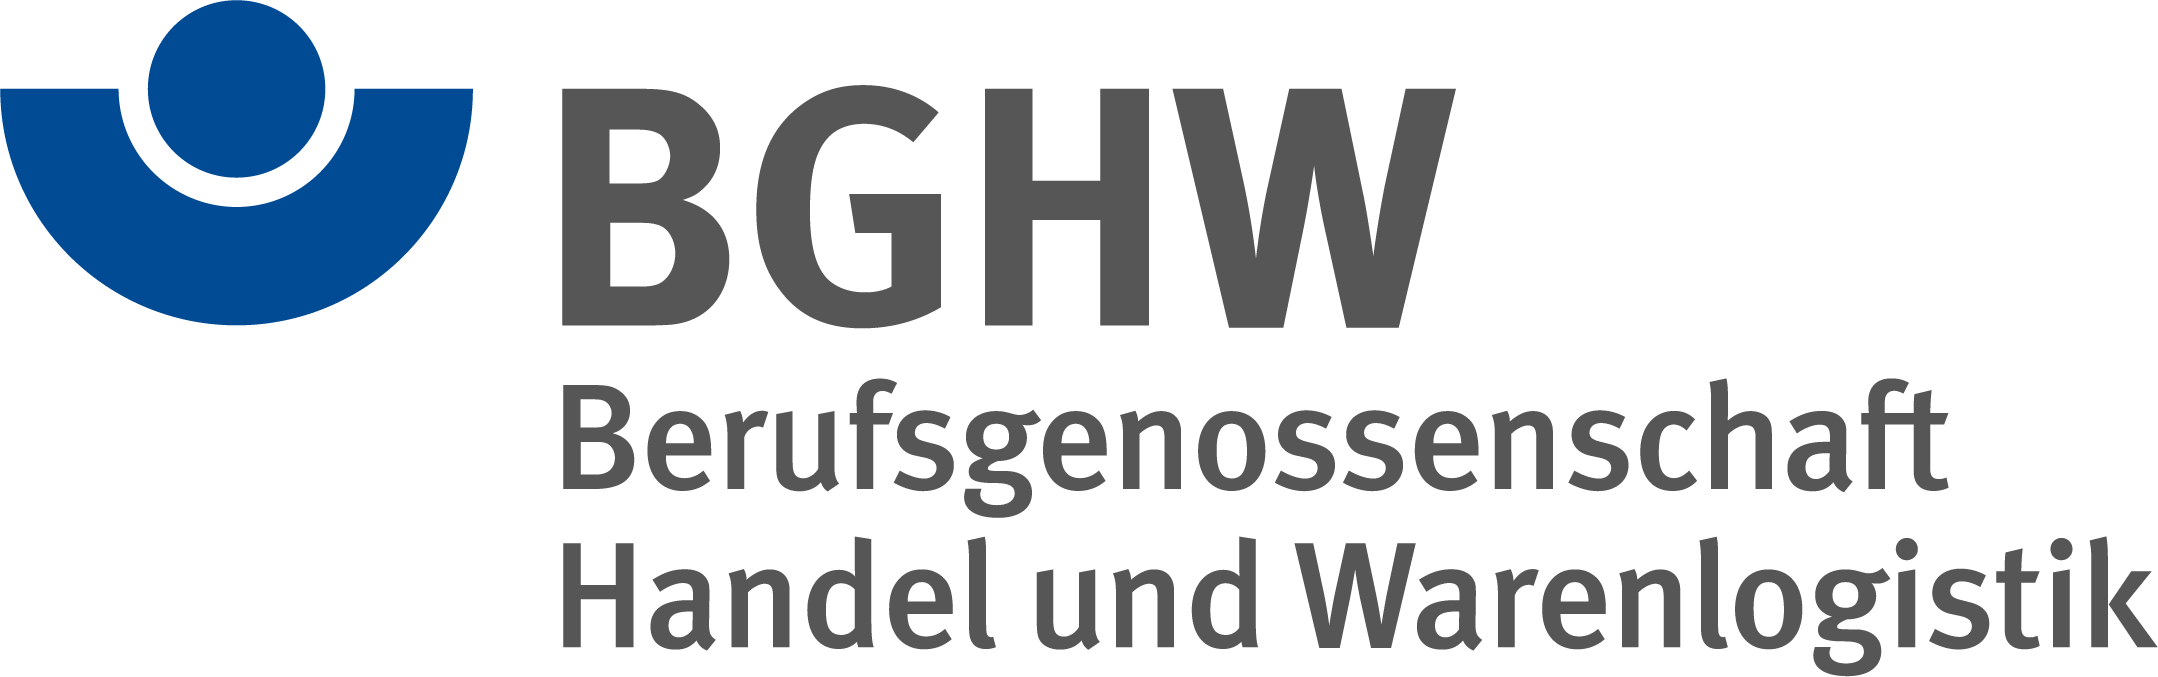 BGHW
Berufsgenossenschaft
Handel und Warenlogistik